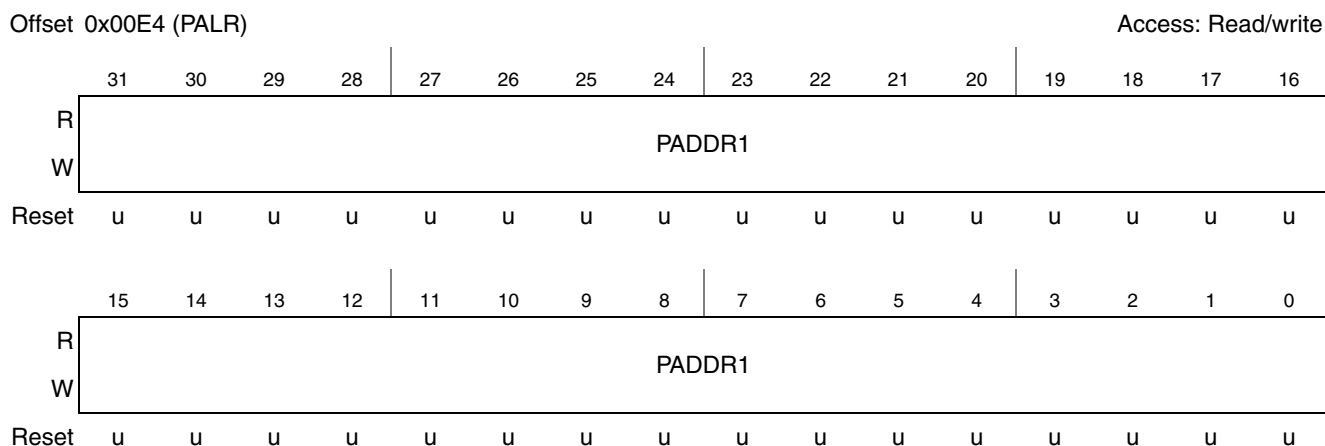 Offset 0x00E4 (PALR) Access: Read/write
31 30 29 28 27 26 25 24 23 22 21 20 19 18 17 16
R
PADDR1
W
Reset u u u u u u u u u u u u u u u u
15 14 13 12 11 10 9 8 7 6 5 4 3 2 1 0
R
PADDR1
W
Reset u u u u u u u u u u u u u u u u